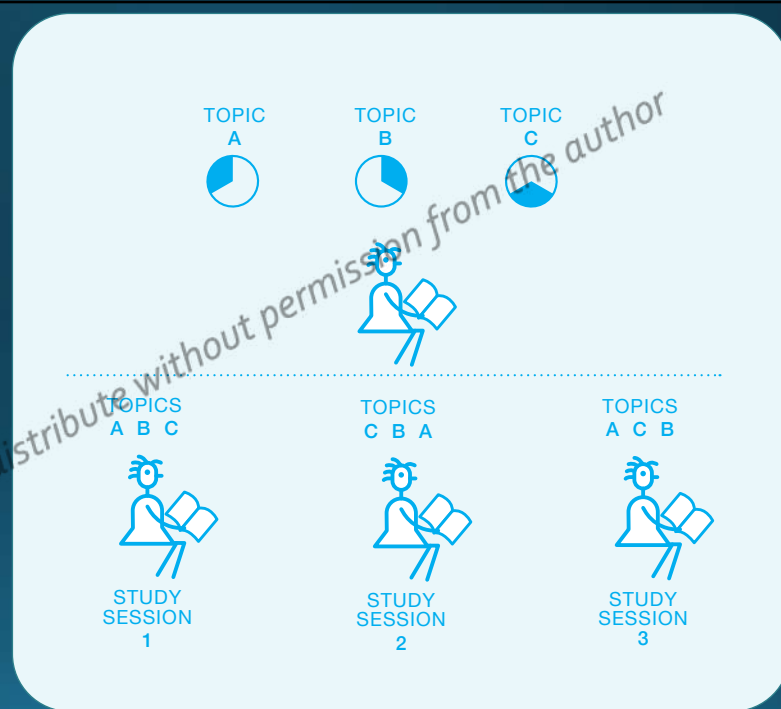 TOPIC
A
TOPIC
B
TOPIC
C
istribute without permission from the author
TOPICS
A B C
TOPICS
C B A
TOPICS
A C B
STUDY
SESSION
1
STUDY
SESSION
2
STUDY
SESSION
3